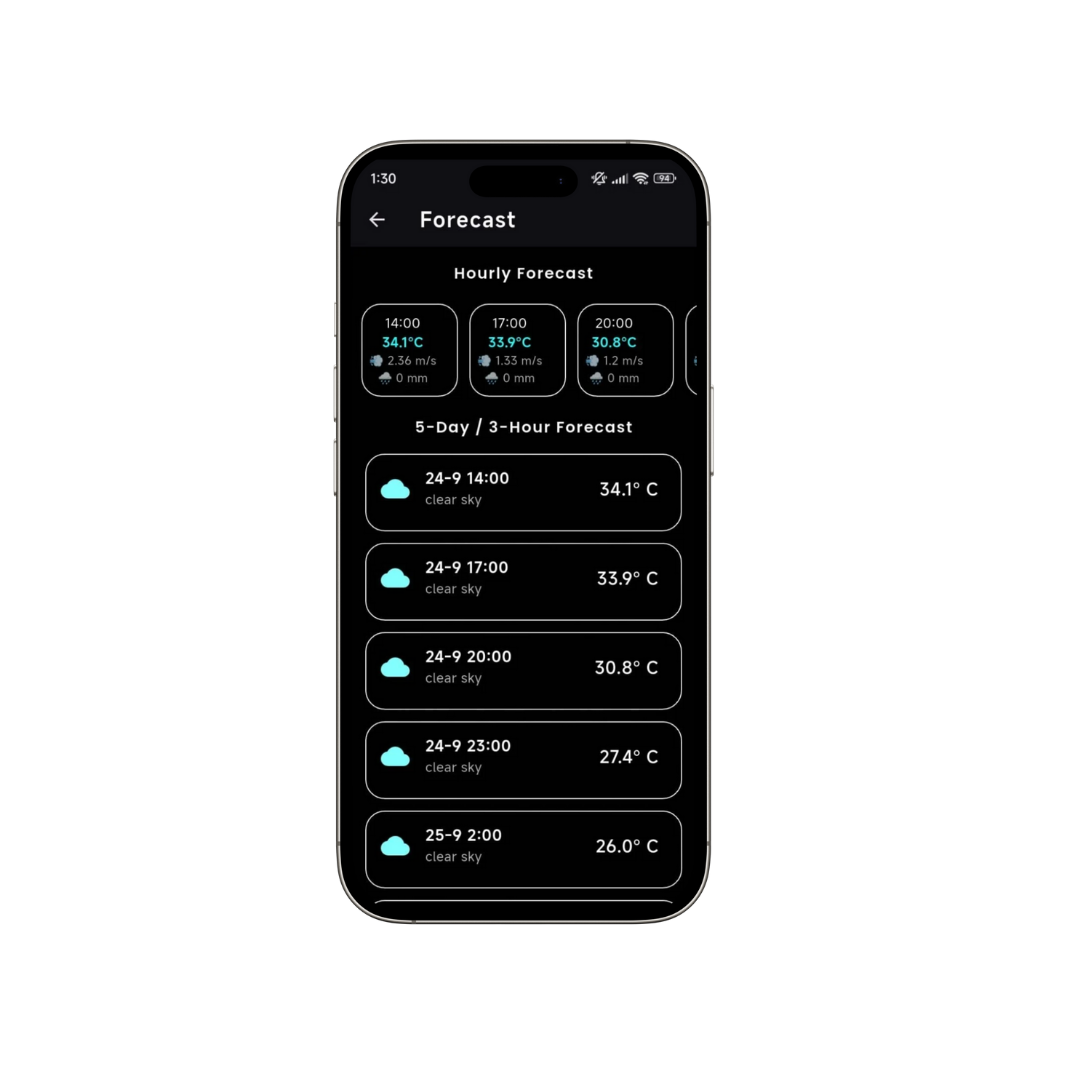 1:30
94
Forecast
Hourly Forecast
14:00 17:00 20:00
34.1°C 33.9°C 30.8°C
2.36 m/s 1.33 m/s 1.2 m/s
0 mm 0 mm 0 mm
5-Day / 3-Hour Forecast
24-9 14:00
clear sky
34.1° C
24-9 17:00
clear sky
33.9° C
24-9 20:00
clear sky
30.8° C
24-9 23:00
clear sky
27.4° C
25-9 2:00
clear sky
26.0° C